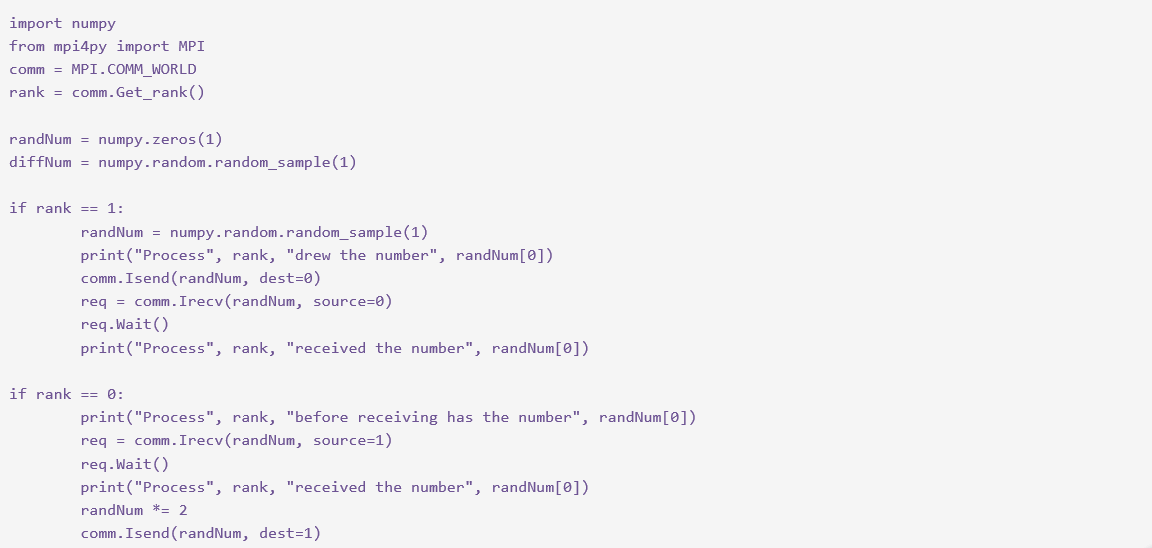 import numpy
from mpi4py import MPI
comm = MPI.COMM_WORLD
rank = comm.Get_rank()

randNum = numpy.zeros(1)
diffNum = numpy.random.random_sample(1)

if rank == 1:
        randNum = numpy.random.random_sample(1)
        print("Process", rank, "drew the number", randNum[0])
        comm.Isend(randNum, dest=0)
        req = comm.Irecv(randNum, source=0)
        req.Wait()
        print("Process", rank, "received the number", randNum[0])

if rank == 0:
        print("Process", rank, "before receiving has the number", randNum[0])
        req = comm.Irecv(randNum, source=1)
        req.Wait()
        print("Process", rank, "received the number", randNum[0])
        randNum *= 2
        comm.Isend(randNum, dest=1)